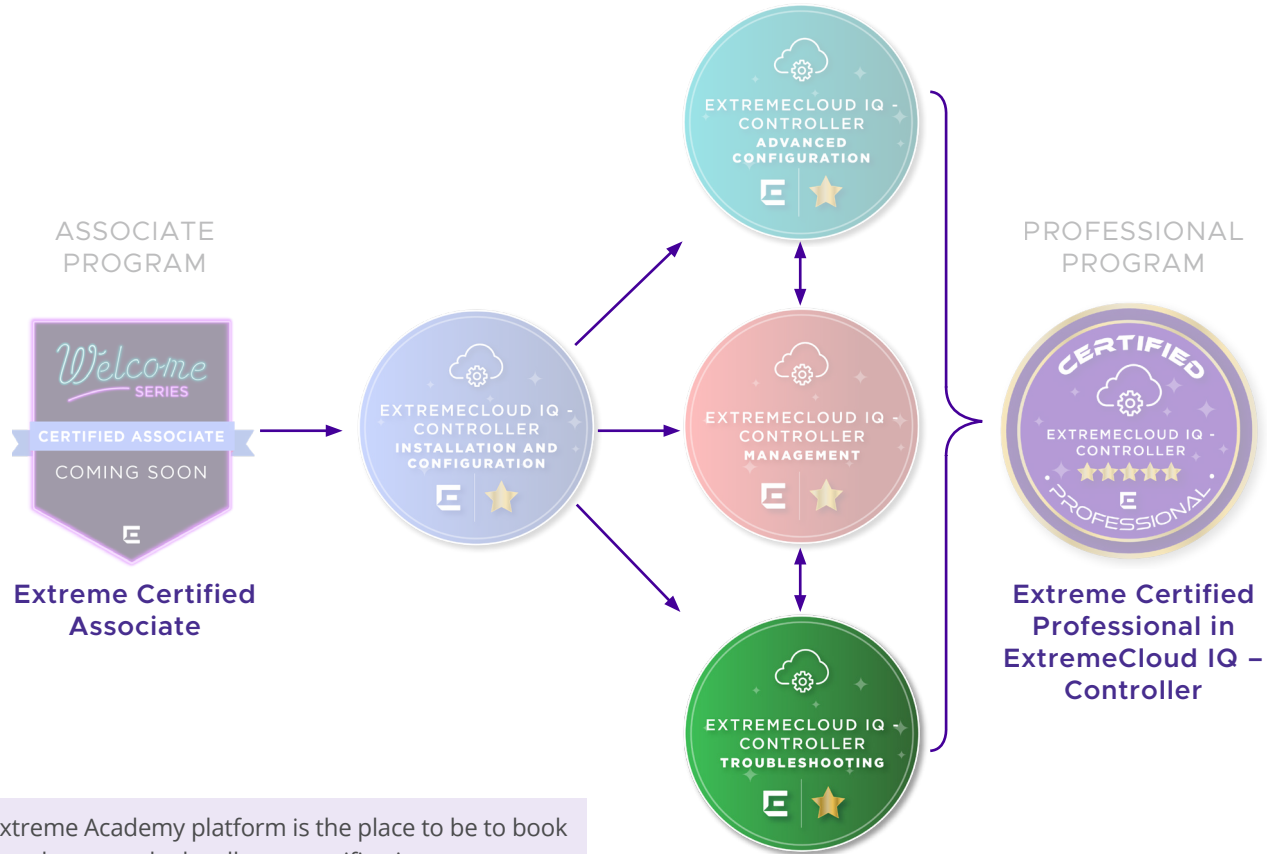 ASSOCIATE
PROGRAM
Welcome
SERIES
CERTIFIED ASSOCIATE
COMING SOON
Extreme Certified
Associate
EXTREMECLOUD IQ -
CONTROLLER
INSTALLATION AND
CONFIGURATION
EXTREMECLOUD IQ -
CONTROLLER
ADVANCED
CONFIGURATION
EXTREMECLOUD IQ -
CONTROLLER
MANAGEMENT
EXTREMECLOUD IQ -
CONTROLLER
TROUBLESHOOTING
PROFESSIONAL
PROGRAM
CERTIFIED
EXTREMECLOUD IQ -
CONTROLLER
PROFESSIONAL
Extreme Certified
Professional in
ExtremeCloud IQ –
Controller
xtreme Academy platform is the place to be to book